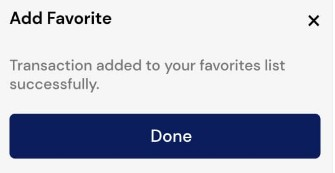 Add Favorite
Transaction added to your favorites list
successfully.
Done